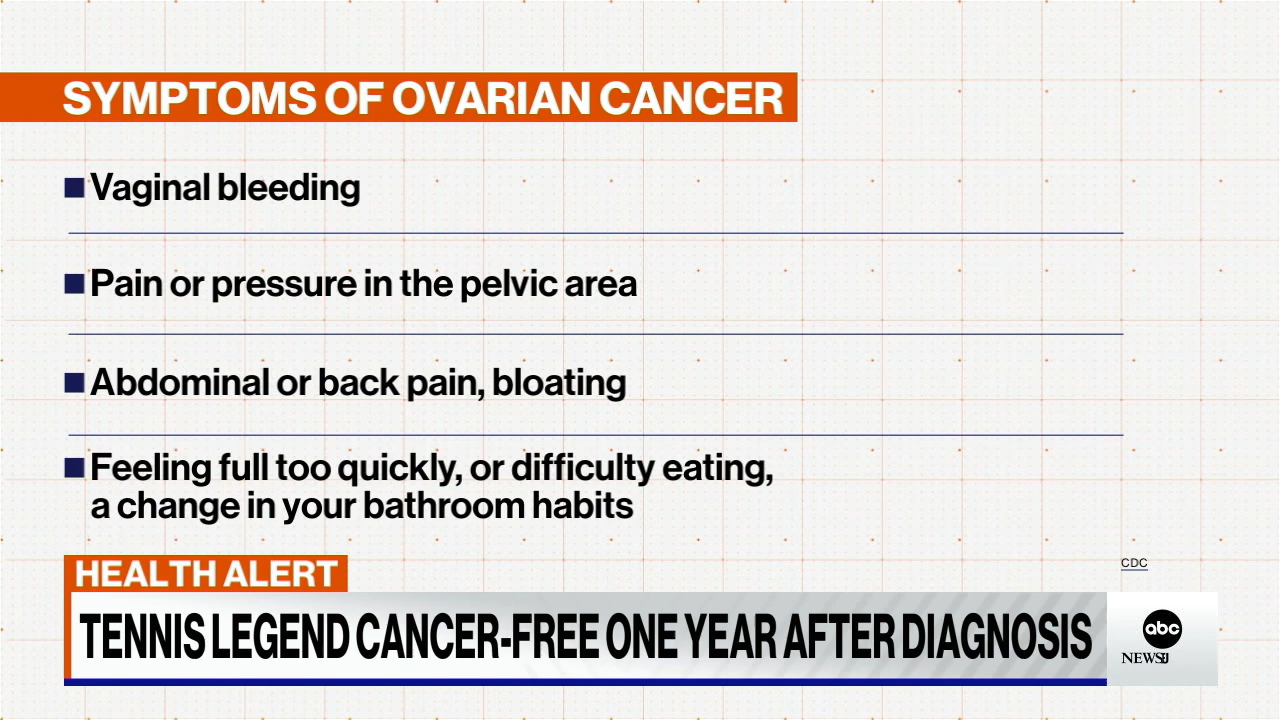 SYMPTOMS OF OVARIAN CANCER
Vaginal bleeding
Pain or pressure in the pelvic area
Abdominal or back pain, bloating
Feeling full too quickly, or difficulty eating,
a change in your bathroom habits
HEALTH ALERT
CDC
TENNIS LEGEND CANCER-FREE ONE YEAR AFTER DIAGNOSIS
abc